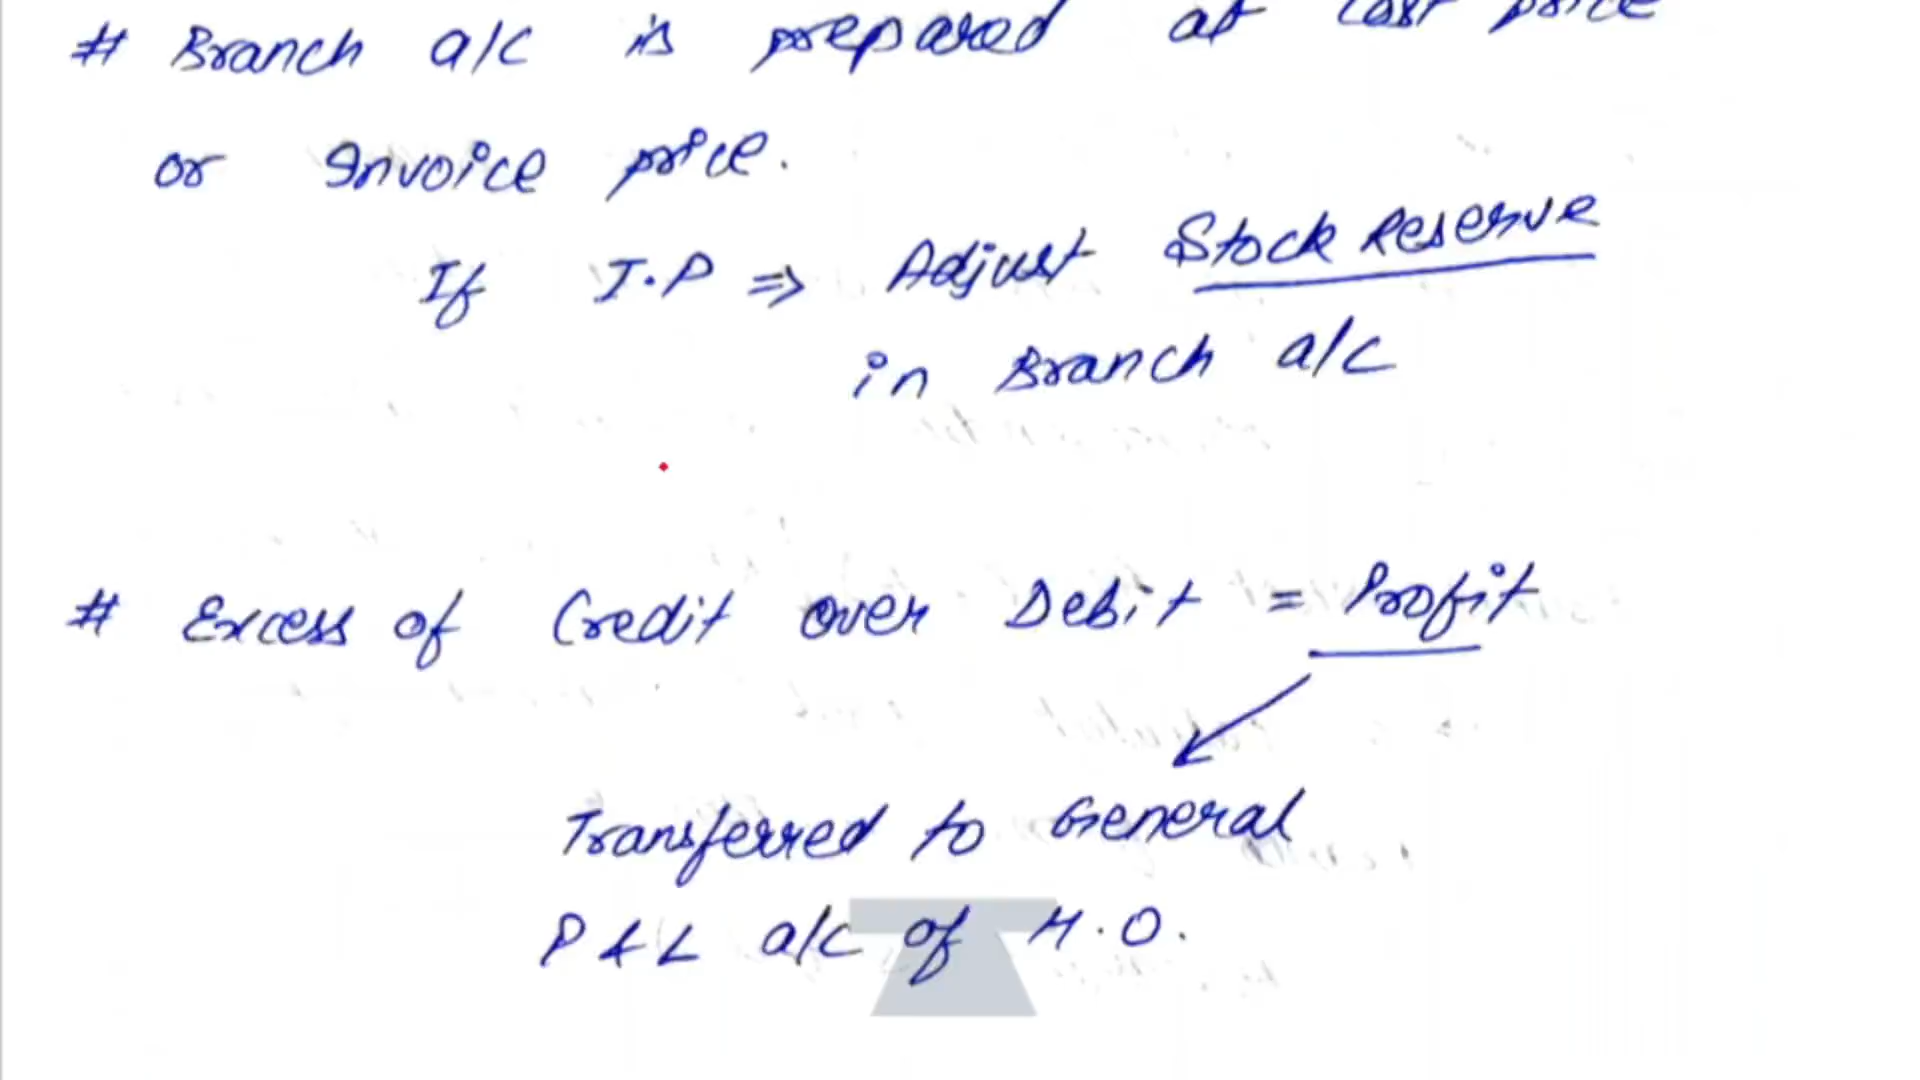 # Branch a/c is prepared at cost price
or Invoice price.
If I.P ⇒ Adjust Stock Reserve
in Branch a/c
# Excess of Credit over Debit = Profit
Transferred to General
P & L a/c of H.O.